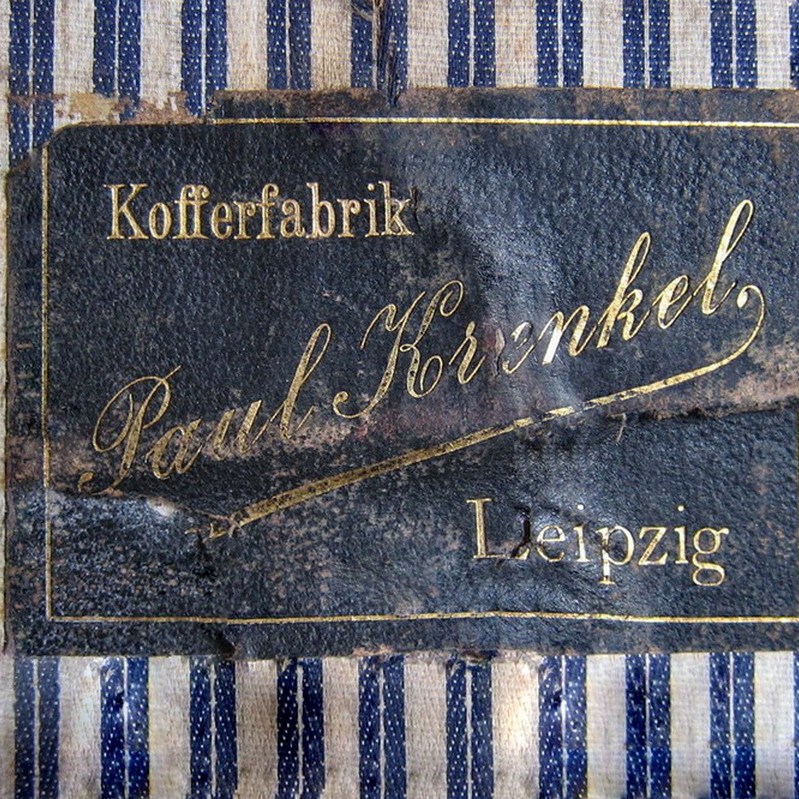 Kofferfabrik
Paul Krenkel,
Leipzig